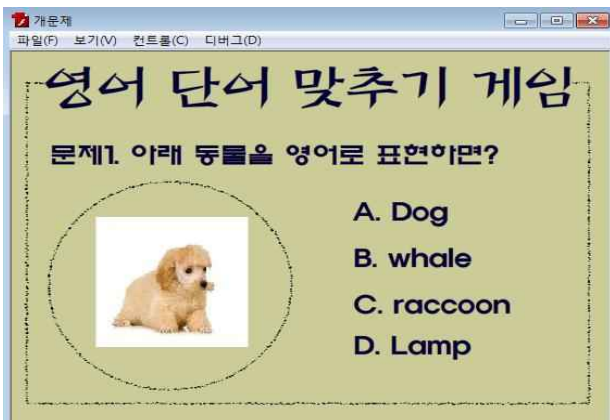 개문제
파일(F) 보기(V) 컨트롤(C) 디버그(D)
영어 단어 맞추기 게임
문제1. 아래 동물을 영어로 표현하면?
A. Dog
B. whale
C. raccoon
D. Lamp